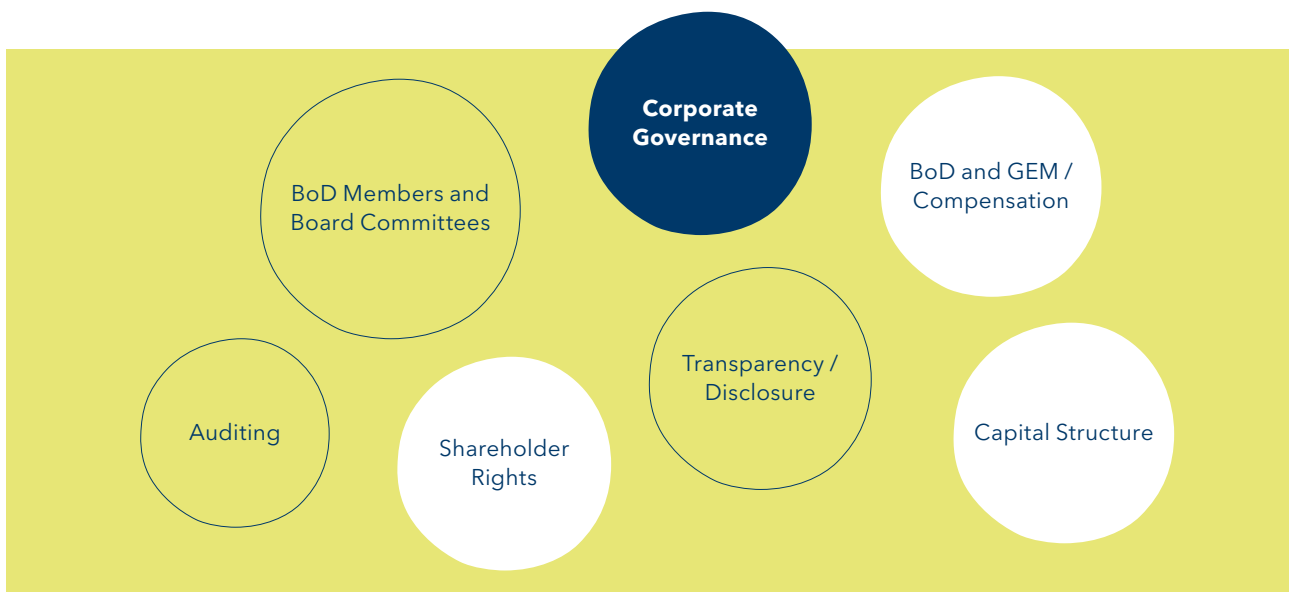 Corporate
Governance
BoD Members and
Board Committees
BoD and GEM /
Compensation
Transparency /
Disclosure
Auditing
Shareholder
Rights
Capital Structure